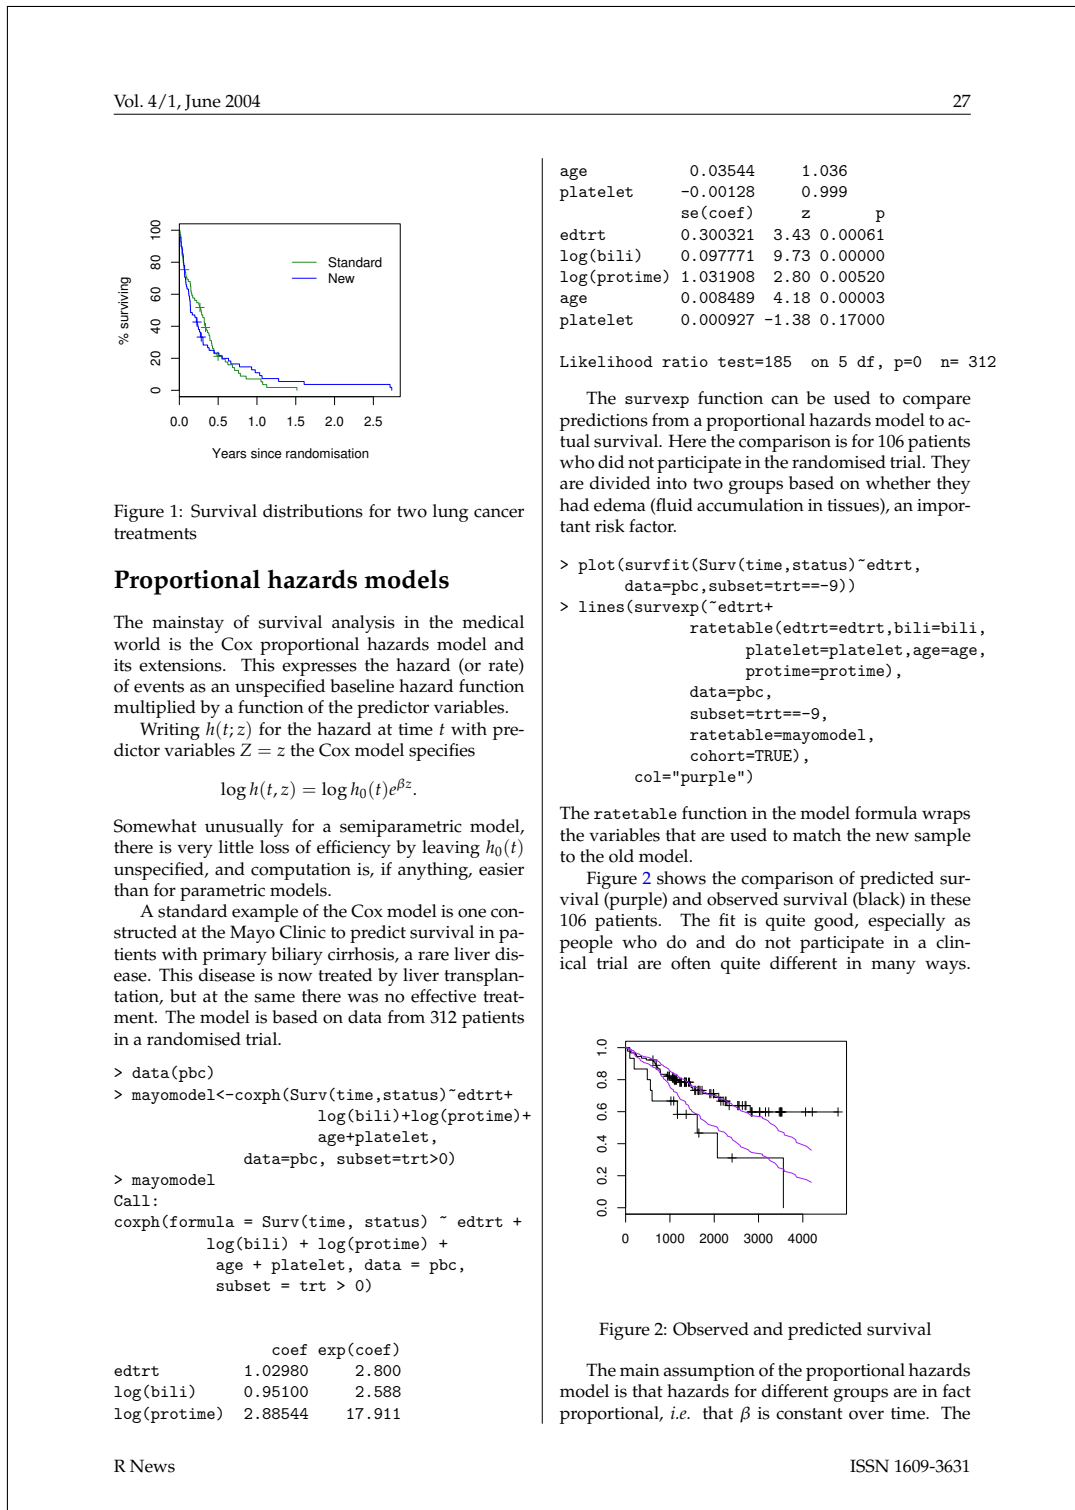 Vol. 4/1, June 2004 27
100
80
60
40
20
0
% surviving
Standard
New
0.0 0.5 1.0 1.5 2.0 2.5
Years since randomisation
Figure 1: Survival distributions for two lung cancer
treatments
Proportional hazards models
The mainstay of survival analysis in the medical
world is the Cox proportional hazards model and
its extensions. This expresses the hazard (or rate)
of events as an unspecified baseline hazard function
multiplied by a function of the predictor variables.
Writing h(t; z) for the hazard at time t with pre-
dictor variables Z = z the Cox model specifies
log h(t, z) = log h₀(t)e^{βz}.
Somewhat unusually for a semiparametric model,
there is very little loss of efficiency by leaving h₀(t)
unspecified, and computation is, if anything, easier
than for parametric models.
A standard example of the Cox model is one con-
structed at the Mayo Clinic to predict survival in pa-
tients with primary biliary cirrhosis, a rare liver dis-
ease. This disease is now treated by liver transplan-
tation, but at the same there was no effective treat-
ment. The model is based on data from 312 patients
in a randomised trial.
> data(pbc)
> mayomodel<-coxph(Surv(time,status)~edtrt+
log(bili)+log(protime)+
age+platelet,
data=pbc, subset=trt>0)
> mayomodel
Call:
coxph(formula = Surv(time, status) ~ edtrt +
log(bili) + log(protime) +
age + platelet, data = pbc,
subset = trt > 0)
coef exp(coef)
edtrt 1.02980 2.800
log(bili) 0.95100 2.588
log(protime) 2.88544 17.911
age 0.03544 1.036
platelet -0.00128 0.999
se(coef) z p
edtrt 0.300321 3.43 0.00061
log(bili) 0.097771 9.73 0.00000
log(protime) 1.031908 2.80 0.00520
age 0.008489 4.18 0.00003
platelet 0.000927 -1.38 0.17000
Likelihood ratio test=185 on 5 df, p=0 n= 312
The survexp function can be used to compare
predictions from a proportional hazards model to ac-
tual survival. Here the comparison is for 106 patients
who did not participate in the randomised trial. They
are divided into two groups based on whether they
had edema (fluid accumulation in tissues), an impor-
tant risk factor.
> plot(survfit(Surv(time,status)~edtrt,
data=pbc,subset=trt==-9))
> lines(survexp(~edtrt+
ratetable(edtrt=edtrt,bili=bili,
platelet=platelet,age=age,
protime=protime),
data=pbc,
subset=trt==-9,
ratetable=mayomodel,
cohort=TRUE),
col="purple")
The ratetable function in the model formula wraps
the variables that are used to match the new sample
to the old model.
Figure 2 shows the comparison of predicted sur-
vival (purple) and observed survival (black) in these
106 patients. The fit is quite good, especially as
people who do and do not participate in a clin-
ical trial are often quite different in many ways.
1.0
0.8
0.6
0.4
0.2
0.0
0 1000 2000 3000 4000
Figure 2: Observed and predicted survival
The main assumption of the proportional hazards
model is that hazards for different groups are in fact
proportional, i.e. that β is constant over time. The
R News ISSN 1609-3631